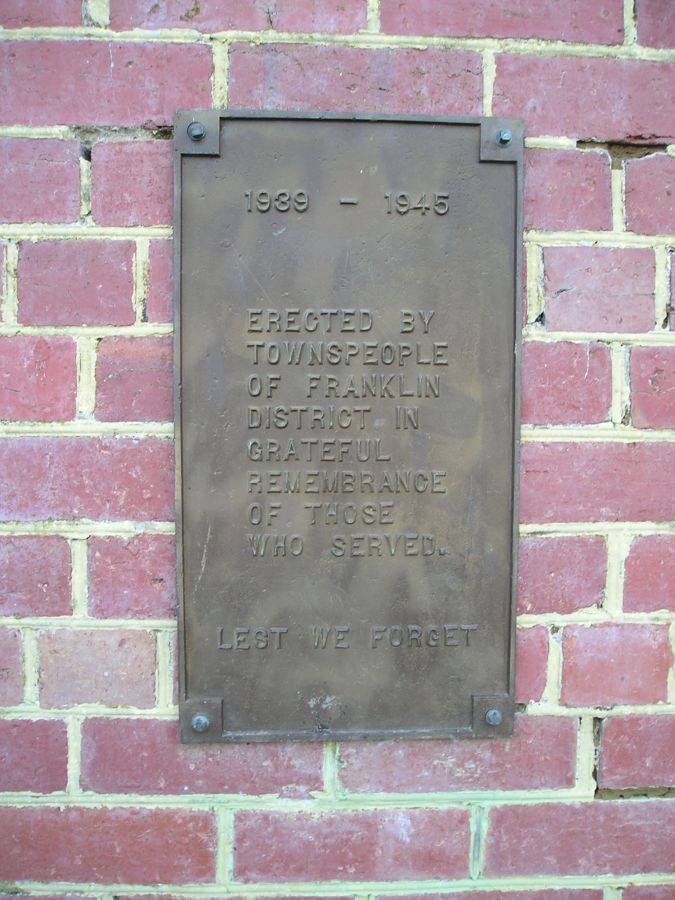 1939 - 1945
ERECTED BY
TOWNSPEOPLE
OF FRANKLIN
DISTRICT IN
GRATEFUL
REMEMBRANCE
OF THOSE
WHO SERVED.
LEST WE FORGET